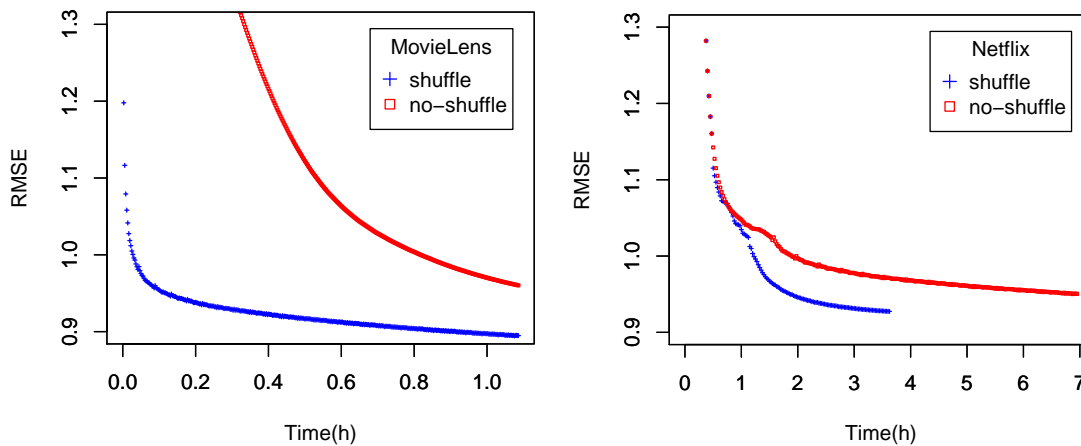 MovieLens
shuffle
no−shuffle
1.3
1.2
1.1
1.0
0.9
RMSE
0.0 0.2 0.4 0.6 0.8 1.0
Time(h)
Netflix
shuffle
no−shuffle
1.3
1.2
1.1
1.0
0.9
RMSE
0 1 2 3 4 5 6 7
Time(h)